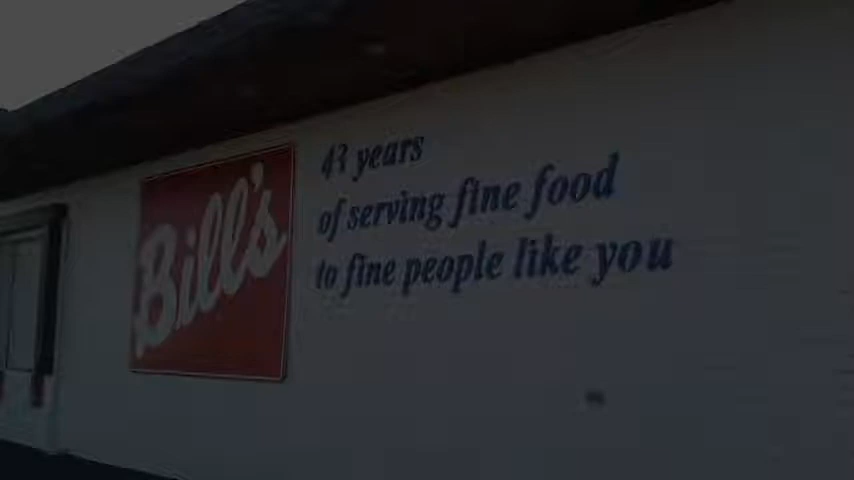 Bill's
43 years
of serving fine food
to fine people like you